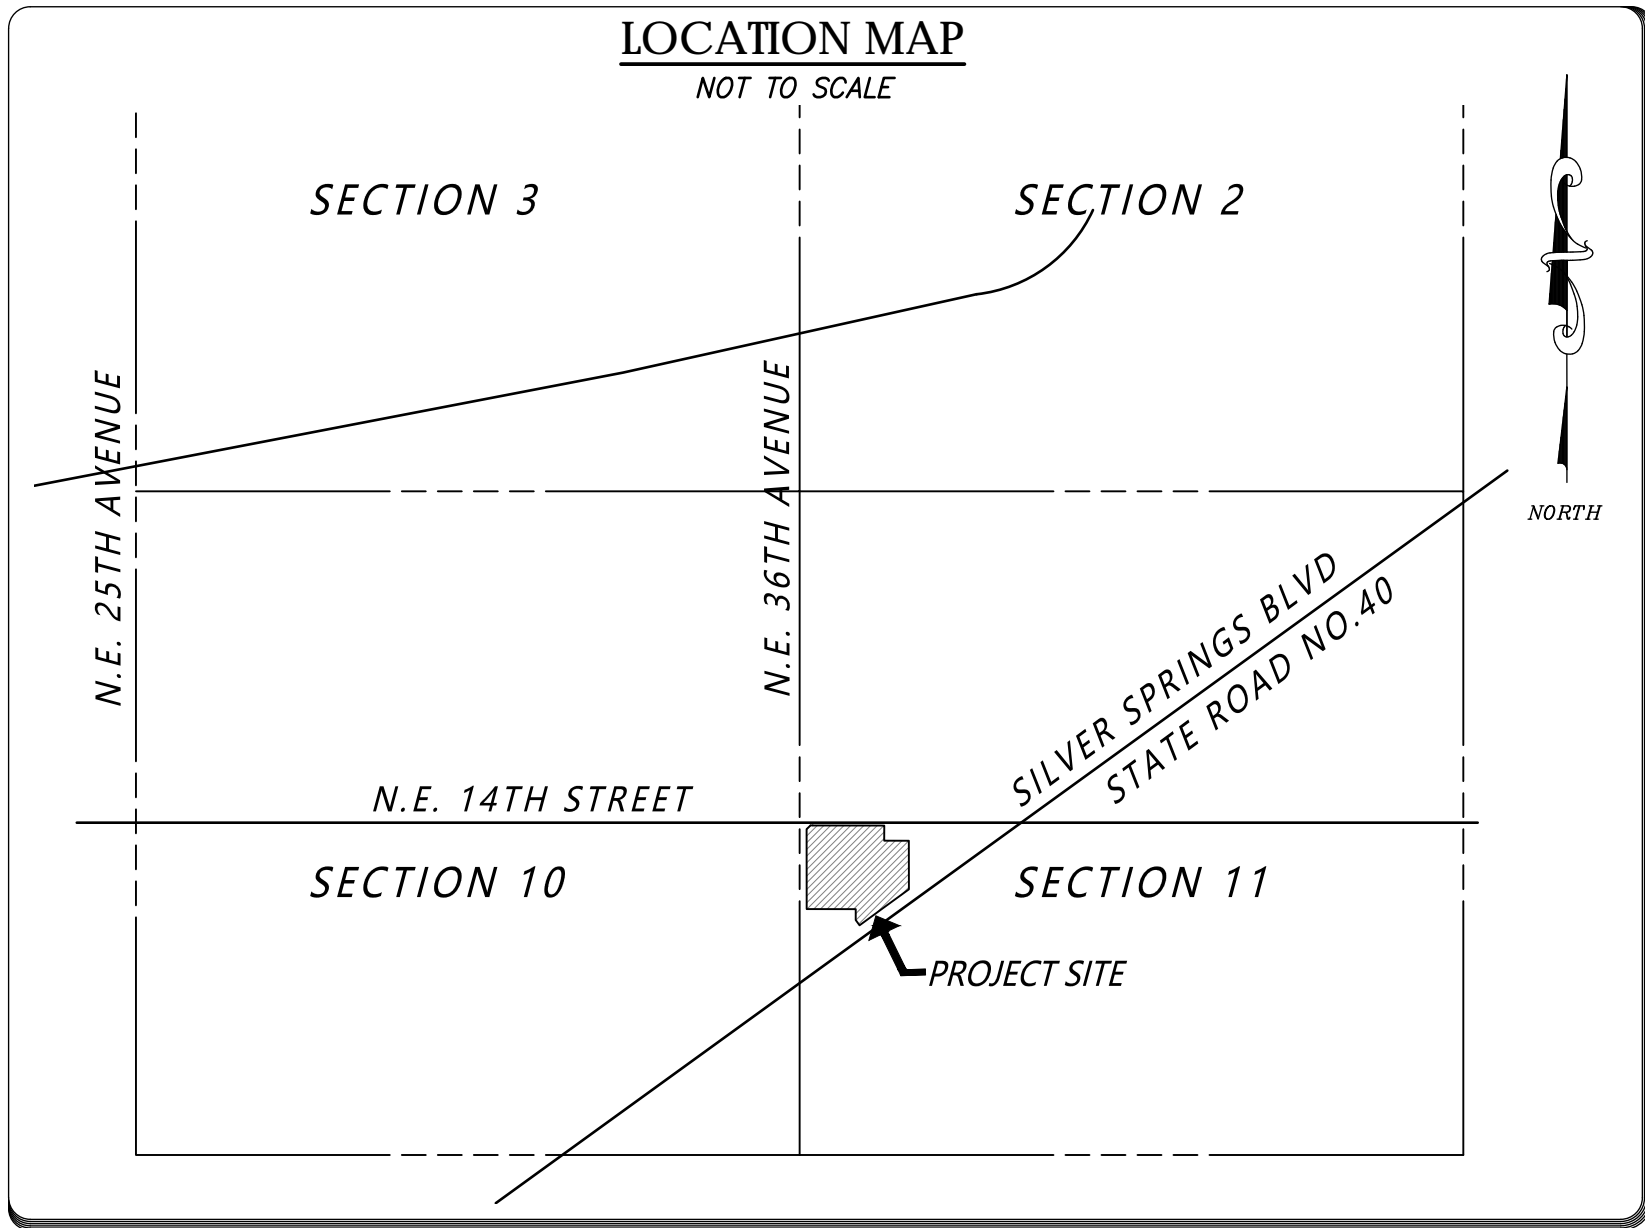 LOCATION MAP
NOT TO SCALE
SECTION 3
SECTION 2
N.E. 25TH AVENUE
N.E. 36TH AVENUE
NORTH
SILVER SPRINGS BLVD
STATE ROAD NO.40
N.E. 14TH STREET
SECTION 10
SECTION 11
PROJECT SITE